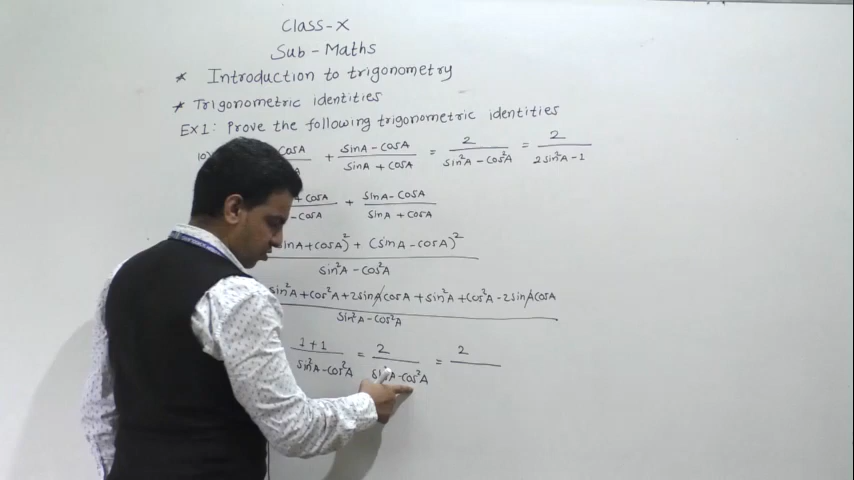 Class-X
Sub - Maths
* Introduction to trigonometry
* Trigonometric identities
Ex1: Prove the following trigonometric identities
10) cosA / + sinA - cosA / sinA + cosA = 2 / sin²A - cos²A = 2 / 2sin²A - 1
+ cosA / - cosA + sinA - cosA / sinA + cosA
+ cosA)² + (sinA - cosA)² / sin²A - cos²A
sin²A + cos²A + 2sinA cosA + sin²A + cos²A - 2sinA cosA / sin²A - cos²A
1 + 1 / sin²A - cos²A = 2 / sin²A - cos²A = 2